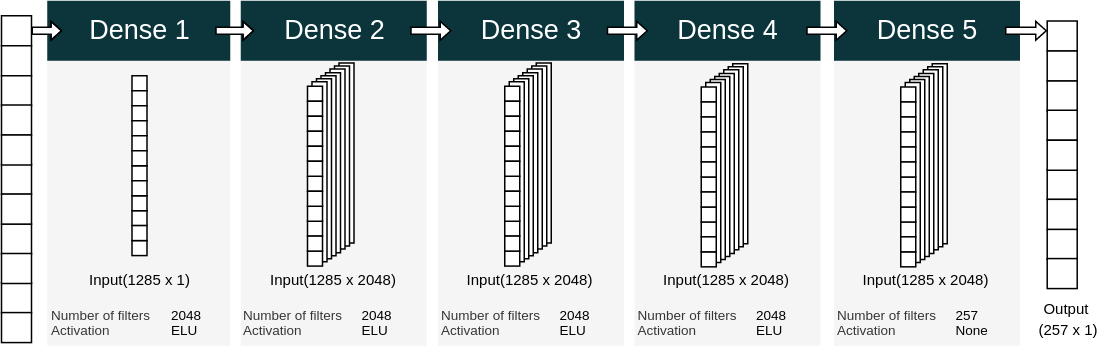 Dense 1
Dense 2
Dense 3
Dense 4
Dense 5
Input(1285 x 1)
Input(1285 x 2048)
Input(1285 x 2048)
Input(1285 x 2048)
Input(1285 x 2048)
Number of filters 2048
Activation ELU
Number of filters 2048
Activation ELU
Number of filters 2048
Activation ELU
Number of filters 2048
Activation ELU
Number of filters 257
Activation None
Output
(257 x 1)